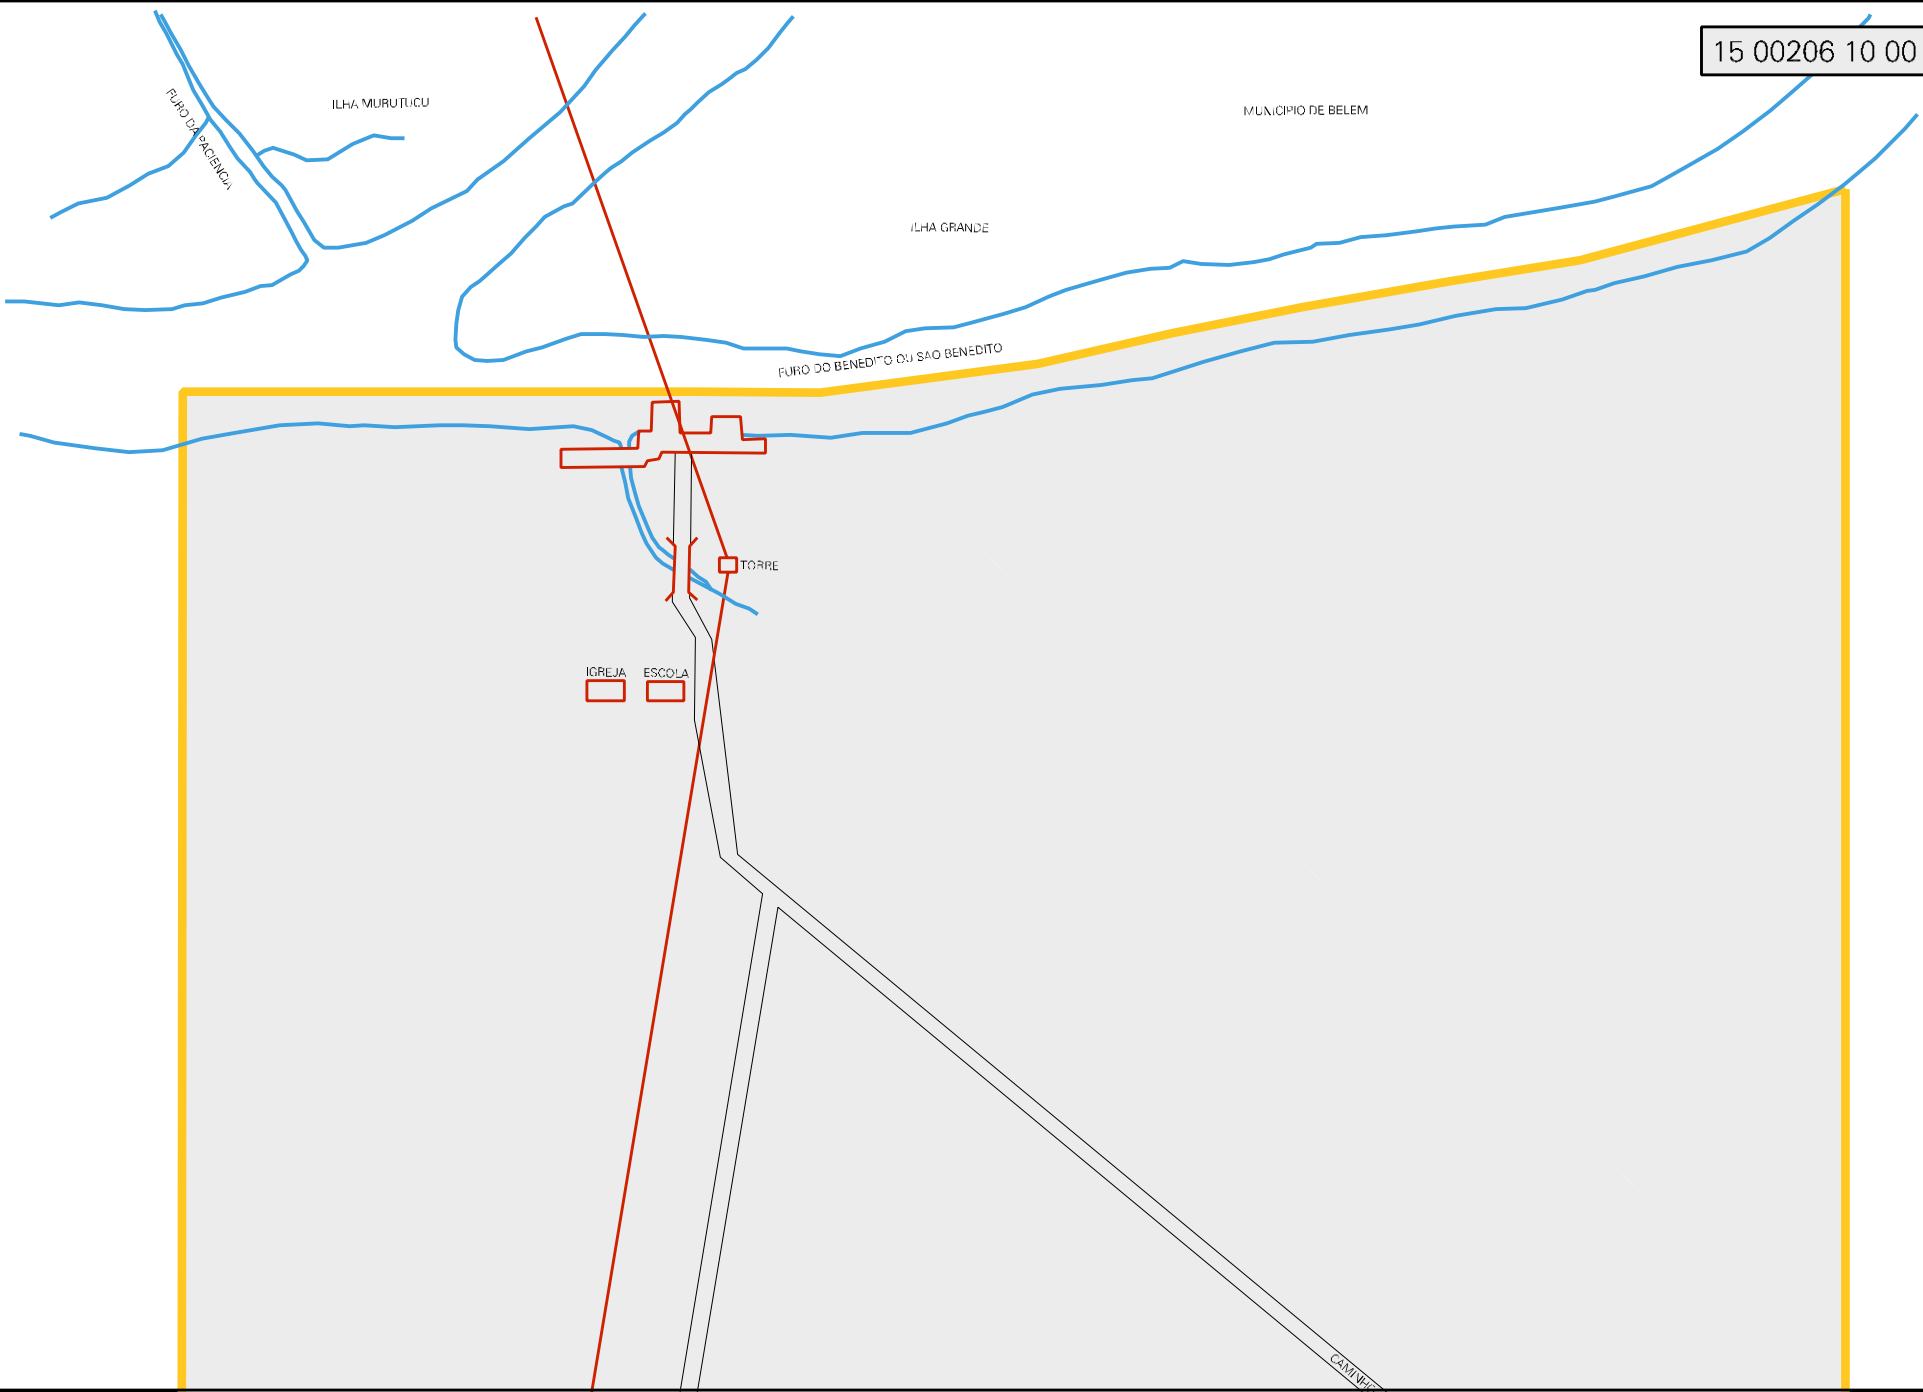 15 00206 10 00
ILHA MURUTUCU
MUNICIPIO DE BELEM
FURO DA PACIENCIA
ILHA GRANDE
FURO DO BENEDITO OU SAO BENEDITO
TORRE
IGREJA
ESCOLA
CAMINHO